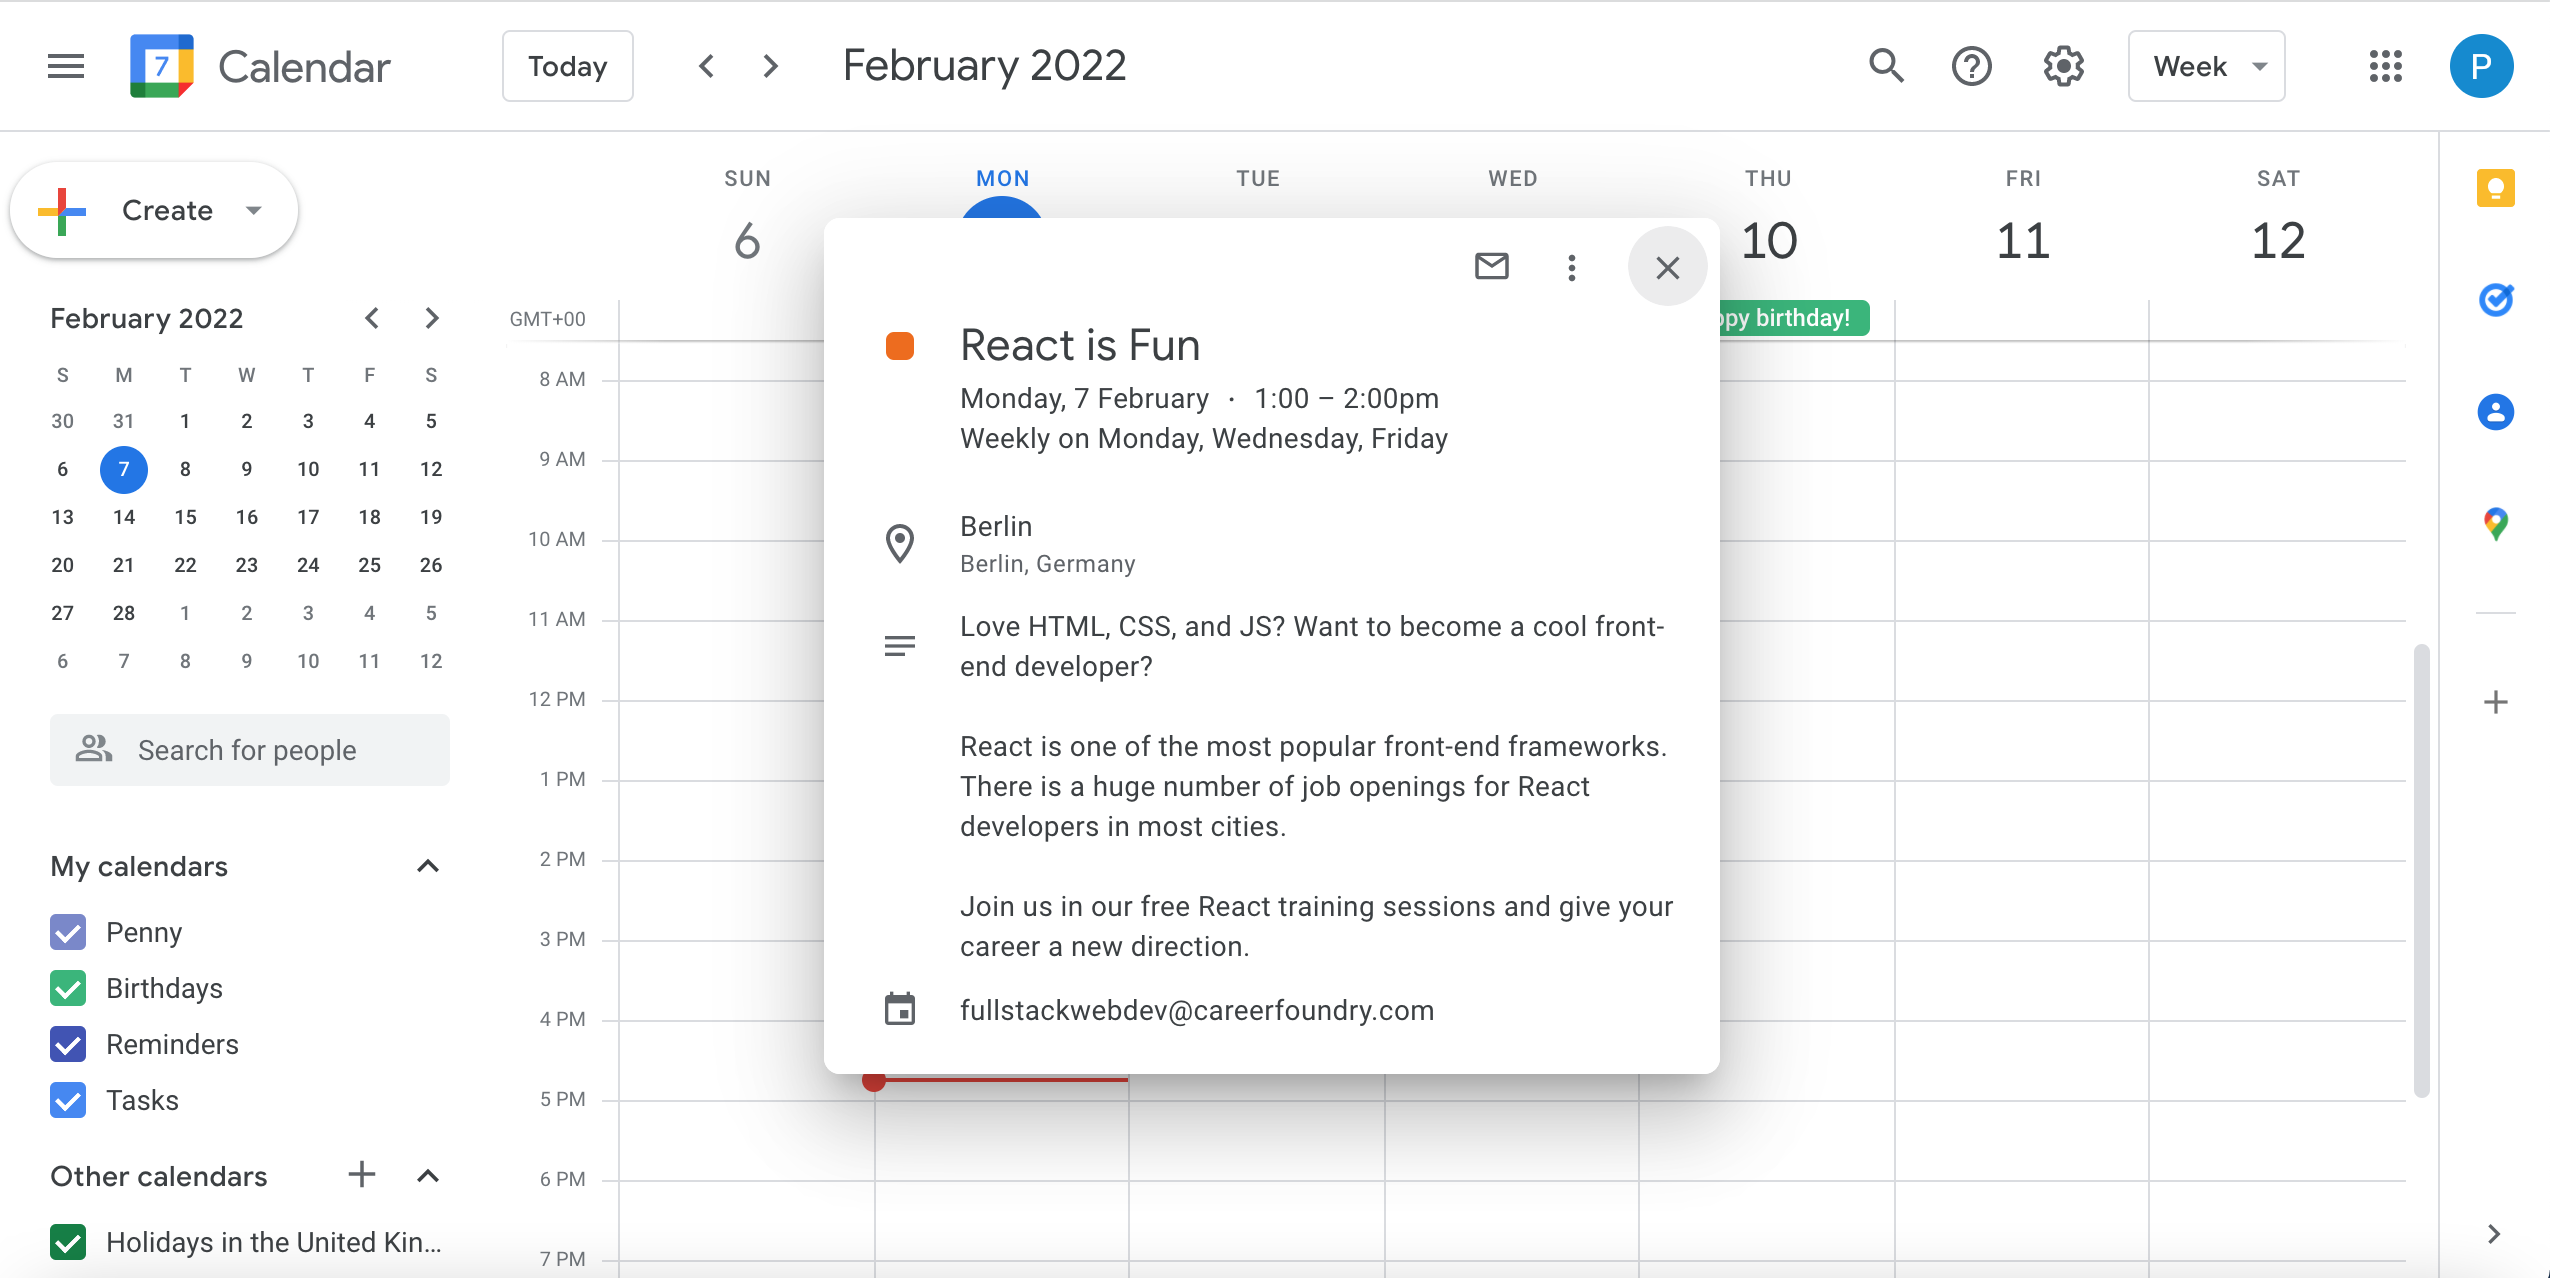 7 Calendar Today February 2022 Week P
Create
SUN MON TUE WED THU FRI SAT
6 10 11 12
February 2022
S M T W T F S
30 31 1 2 3 4 5
6 7 8 9 10 11 12
13 14 15 16 17 18 19
20 21 22 23 24 25 26
27 28 1 2 3 4 5
6 7 8 9 10 11 12
Search for people
My calendars
Penny
Birthdays
Reminders
Tasks
Other calendars
Holidays in the United Kin...
GMT+00
8 AM
9 AM
10 AM
11 AM
12 PM
1 PM
2 PM
3 PM
4 PM
5 PM
6 PM
7 PM
ppy birthday!
React is Fun
Monday, 7 February · 1:00 – 2:00pm
Weekly on Monday, Wednesday, Friday
Berlin
Berlin, Germany
Love HTML, CSS, and JS? Want to become a cool front-
end developer?
React is one of the most popular front-end frameworks.
There is a huge number of job openings for React
developers in most cities.
Join us in our free React training sessions and give your
career a new direction.
fullstackwebdev@careerfoundry.com